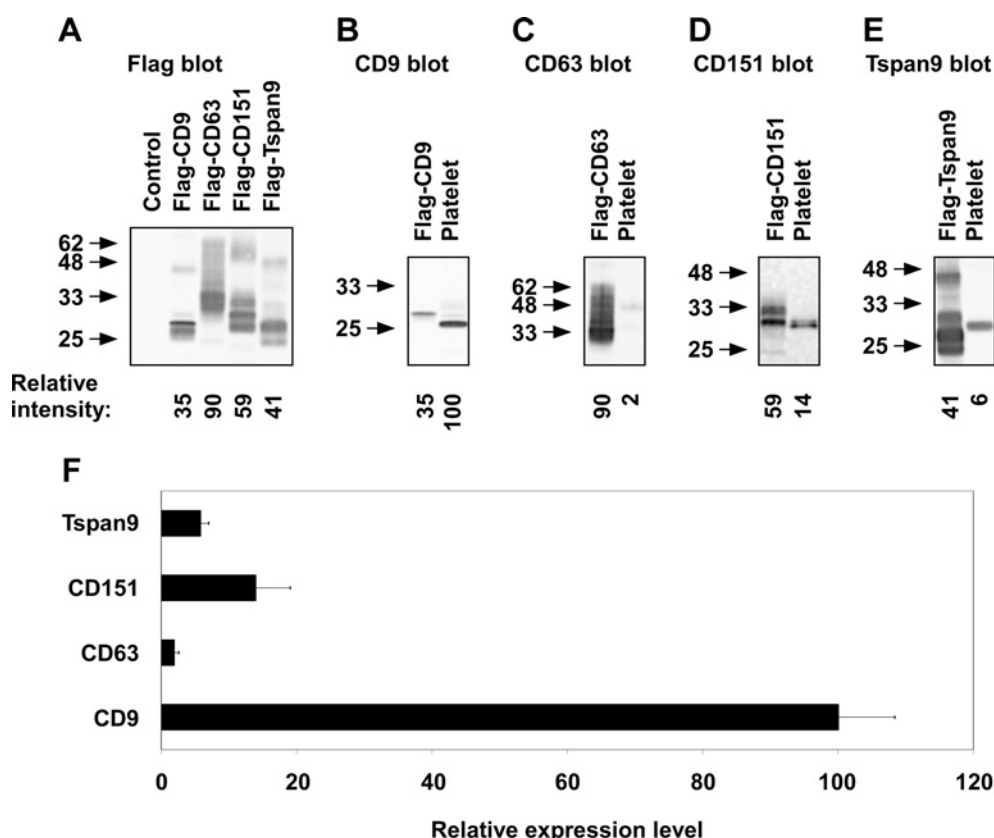 A
Flag blot
Control
Flag-CD9
Flag-CD63
Flag-CD151
Flag-Tspan9
62
48
33
25
Relative
intensity:
35
90
59
41
B
CD9 blot
Flag-CD9
Platelet
33
25
35
100
C
CD63 blot
Flag-CD63
Platelet
62
48
33
90
2
D
CD151 blot
Flag-CD151
Platelet
48
33
25
59
14
E
Tspan9 blot
Flag-Tspan9
Platelet
48
33
25
41
6
F
Tspan9
CD151
CD63
CD9
0 20 40 60 80 100 120
Relative expression level